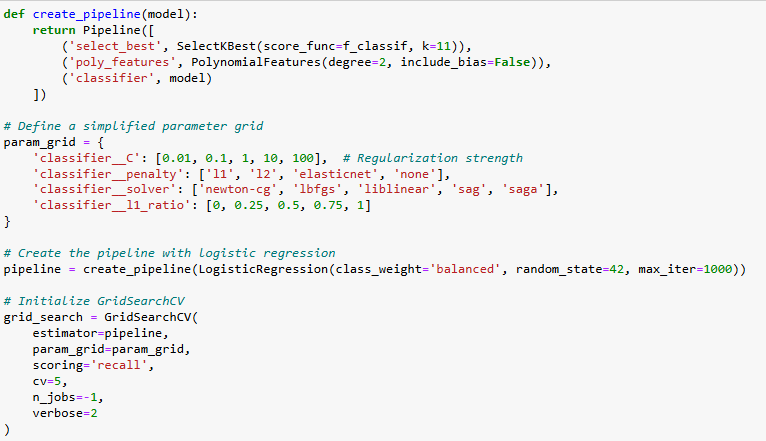 def create_pipeline(model):
    return Pipeline([
        ('select_best', SelectKBest(score_func=f_classif, k=11)),
        ('poly_features', PolynomialFeatures(degree=2, include_bias=False)),
        ('classifier', model)
    ])
# Define a simplified parameter grid
param_grid = {
    'classifier__C': [0.01, 0.1, 1, 10, 100],  # Regularization strength
    'classifier__penalty': ['l1', 'l2', 'elasticnet', 'none'],
    'classifier__solver': ['newton-cg', 'lbfgs', 'liblinear', 'sag', 'saga'],
    'classifier__l1_ratio': [0, 0.25, 0.5, 0.75, 1]
}
# Create the pipeline with logistic regression
pipeline = create_pipeline(LogisticRegression(class_weight='balanced', random_state=42, max_iter=1000))
# Initialize GridSearchCV
grid_search = GridSearchCV(
    estimator=pipeline,
    param_grid=param_grid,
    scoring='recall',
    cv=5,
    n_jobs=-1,
    verbose=2
)